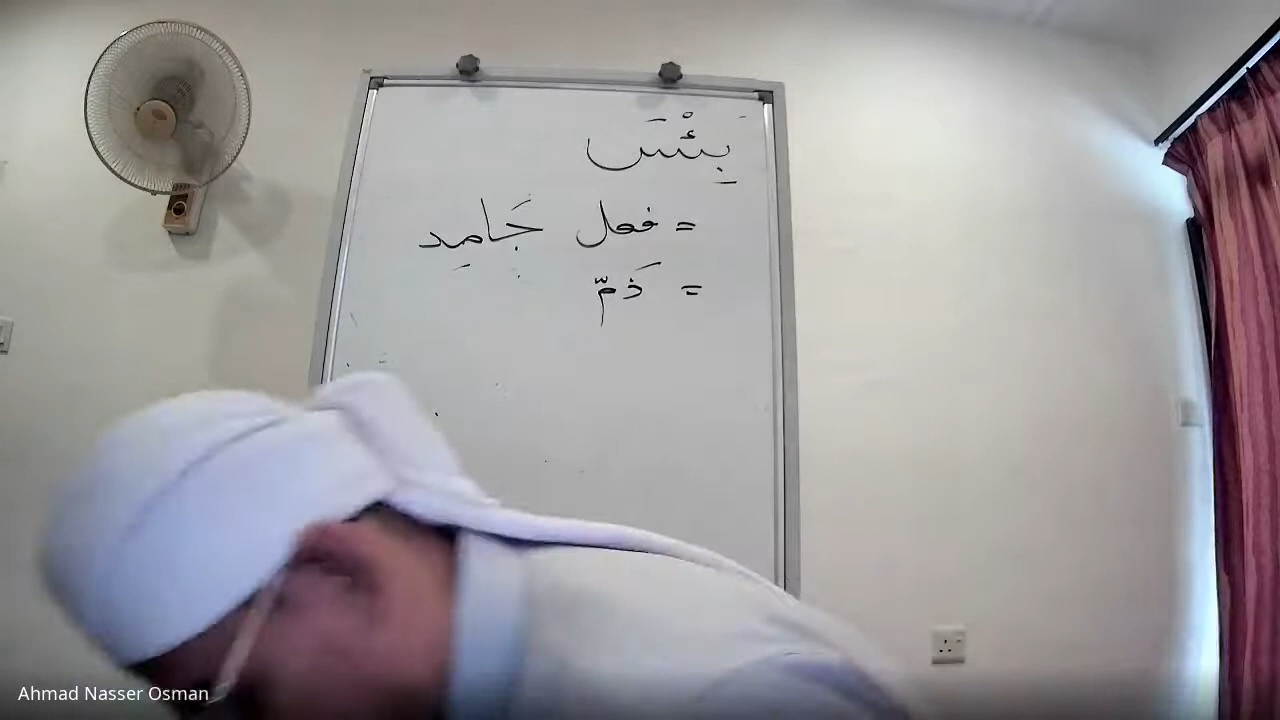 بِئْسَ
= فعل جَامِد
= ذَمّ
Ahmad Nasser Osman